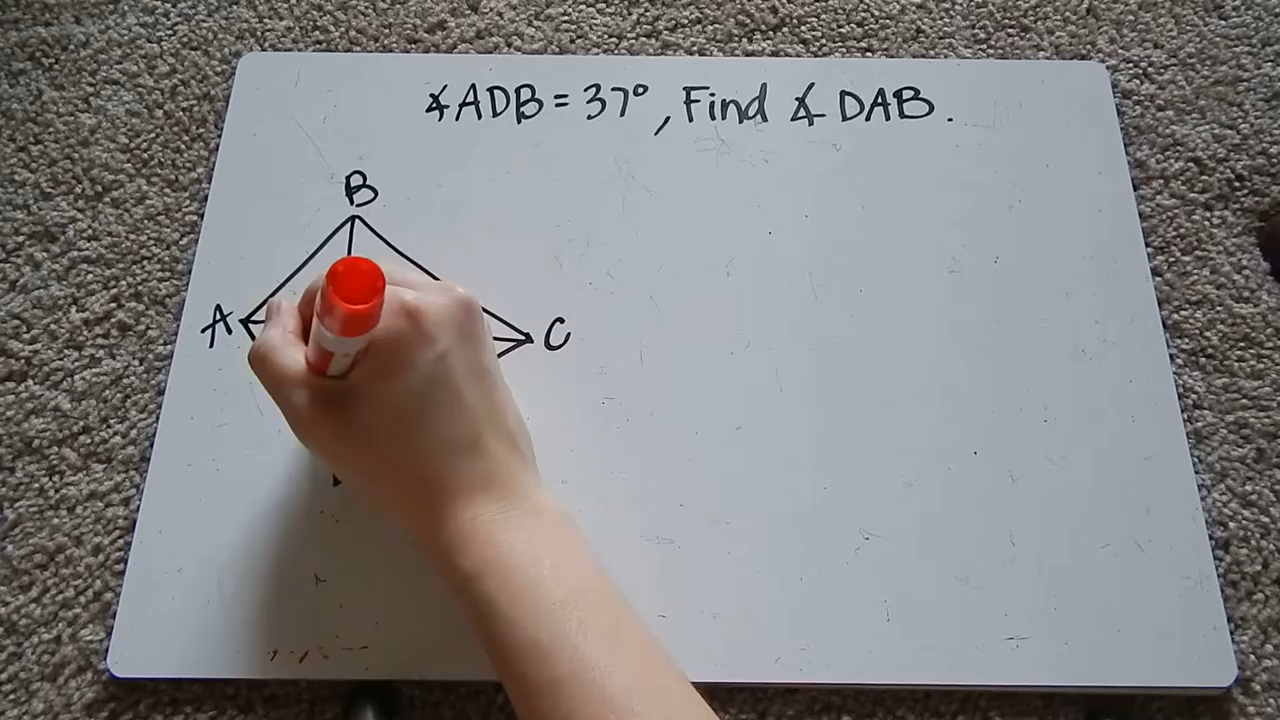 ∡ADB = 37°, Find ∡ DAB.
B
A
C